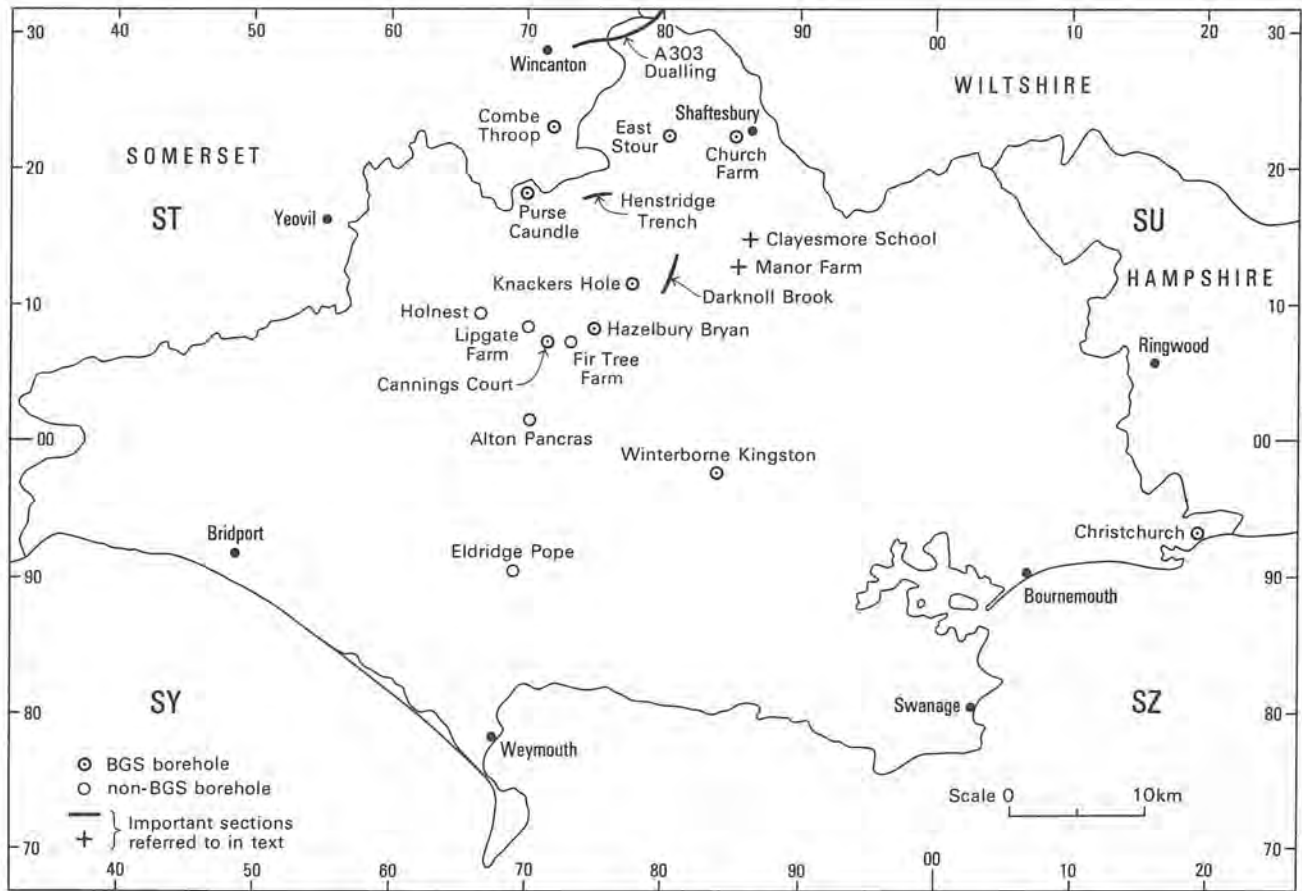 40
50
60
70
80
90
00
10
20
30
30
A303
Dualling
Wincanton
WILTSHIRE
Combe
Throop
East
Stour
Shaftesbury
Church
Farm
SOMERSET
20
20
ST
Yeovil
Purse
Caundle
Henstridge
Trench
SU
Clayesmore School
Manor Farm
HAMPSHIRE
Knackers Hole
Darknoll Brook
10
10
Holnest
Lipgate
Farm
Hazelbury Bryan
Fir Tree
Farm
Ringwood
Cannings Court
00
00
Alton Pancras
Winterborne Kingston
Christchurch
Bridport
Eldridge Pope
90
90
Bournemouth
SY
Swanage
SZ
80
80
Weymouth
BGS borehole
non-BGS borehole
Important sections
referred to in text
Scale 0 10km
70
70
40
50
60
70
80
90
00
10
20